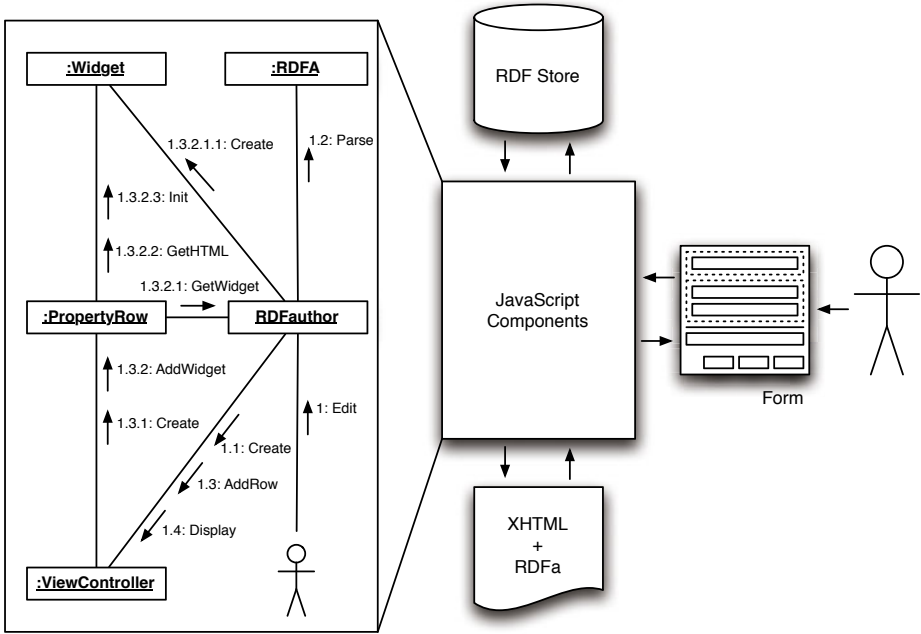 :Widget
:RDFA
1.3.2.1.1: Create
1.2: Parse
1.3.2.3: Init
1.3.2.2: GetHTML
1.3.2.1: GetWidget
:PropertyRow
RDFauthor
1.3.2: AddWidget
1.3.1: Create
1: Edit
1.1: Create
1.3: AddRow
1.4: Display
:ViewController
RDF Store
JavaScript
Components
Form
XHTML
+
RDFa